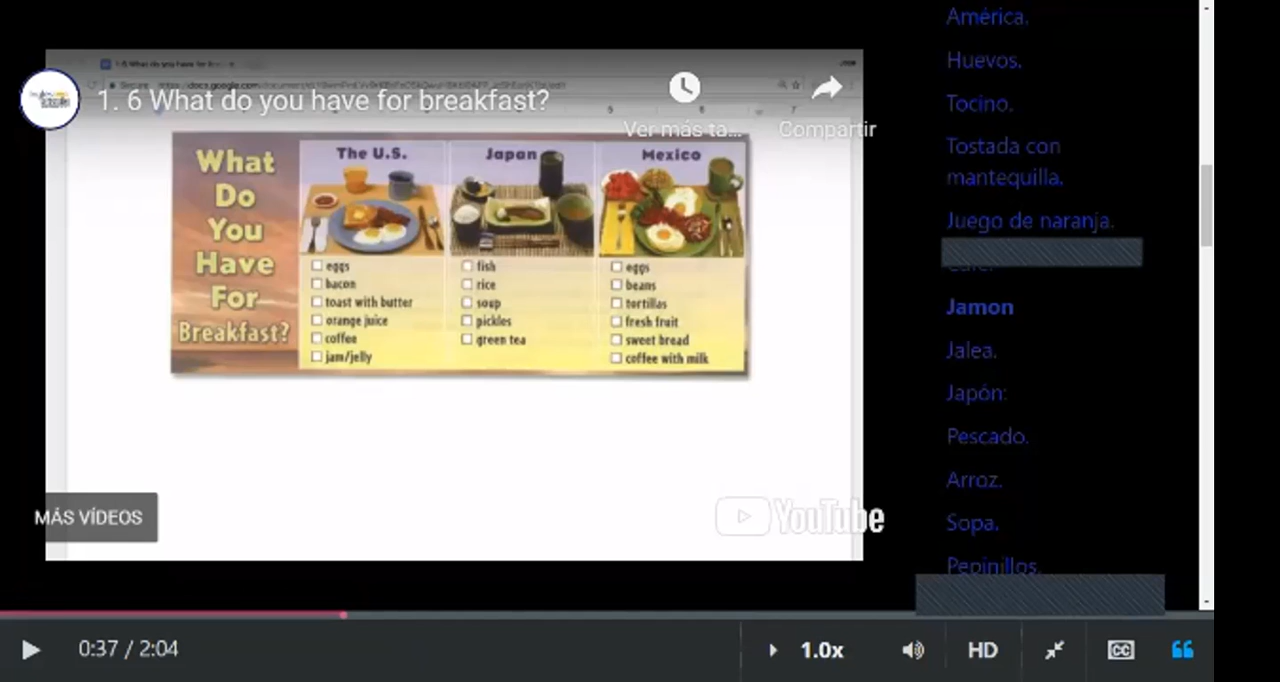 1. 6 What do you have for breakfast?
Ver más ta...
Compartir
What
Do
You
Have
For
Breakfast?
The U.S.
eggs
bacon
toast with butter
orange juice
coffee
jam/jelly
Japan
fish
rice
soup
pickles
green tea
Mexico
eggs
beans
tortillas
fresh fruit
sweet bread
coffee with milk
MÁS VÍDEOS
YouTube
América.
Huevos.
Tocino.
Tostada con
mantequilla.
Juego de naranja.
Jamon
Jalea.
Japón:
Pescado.
Arroz.
Sopa.
Pepinillos.
0:37 / 2:04
1.0x
HD
CC